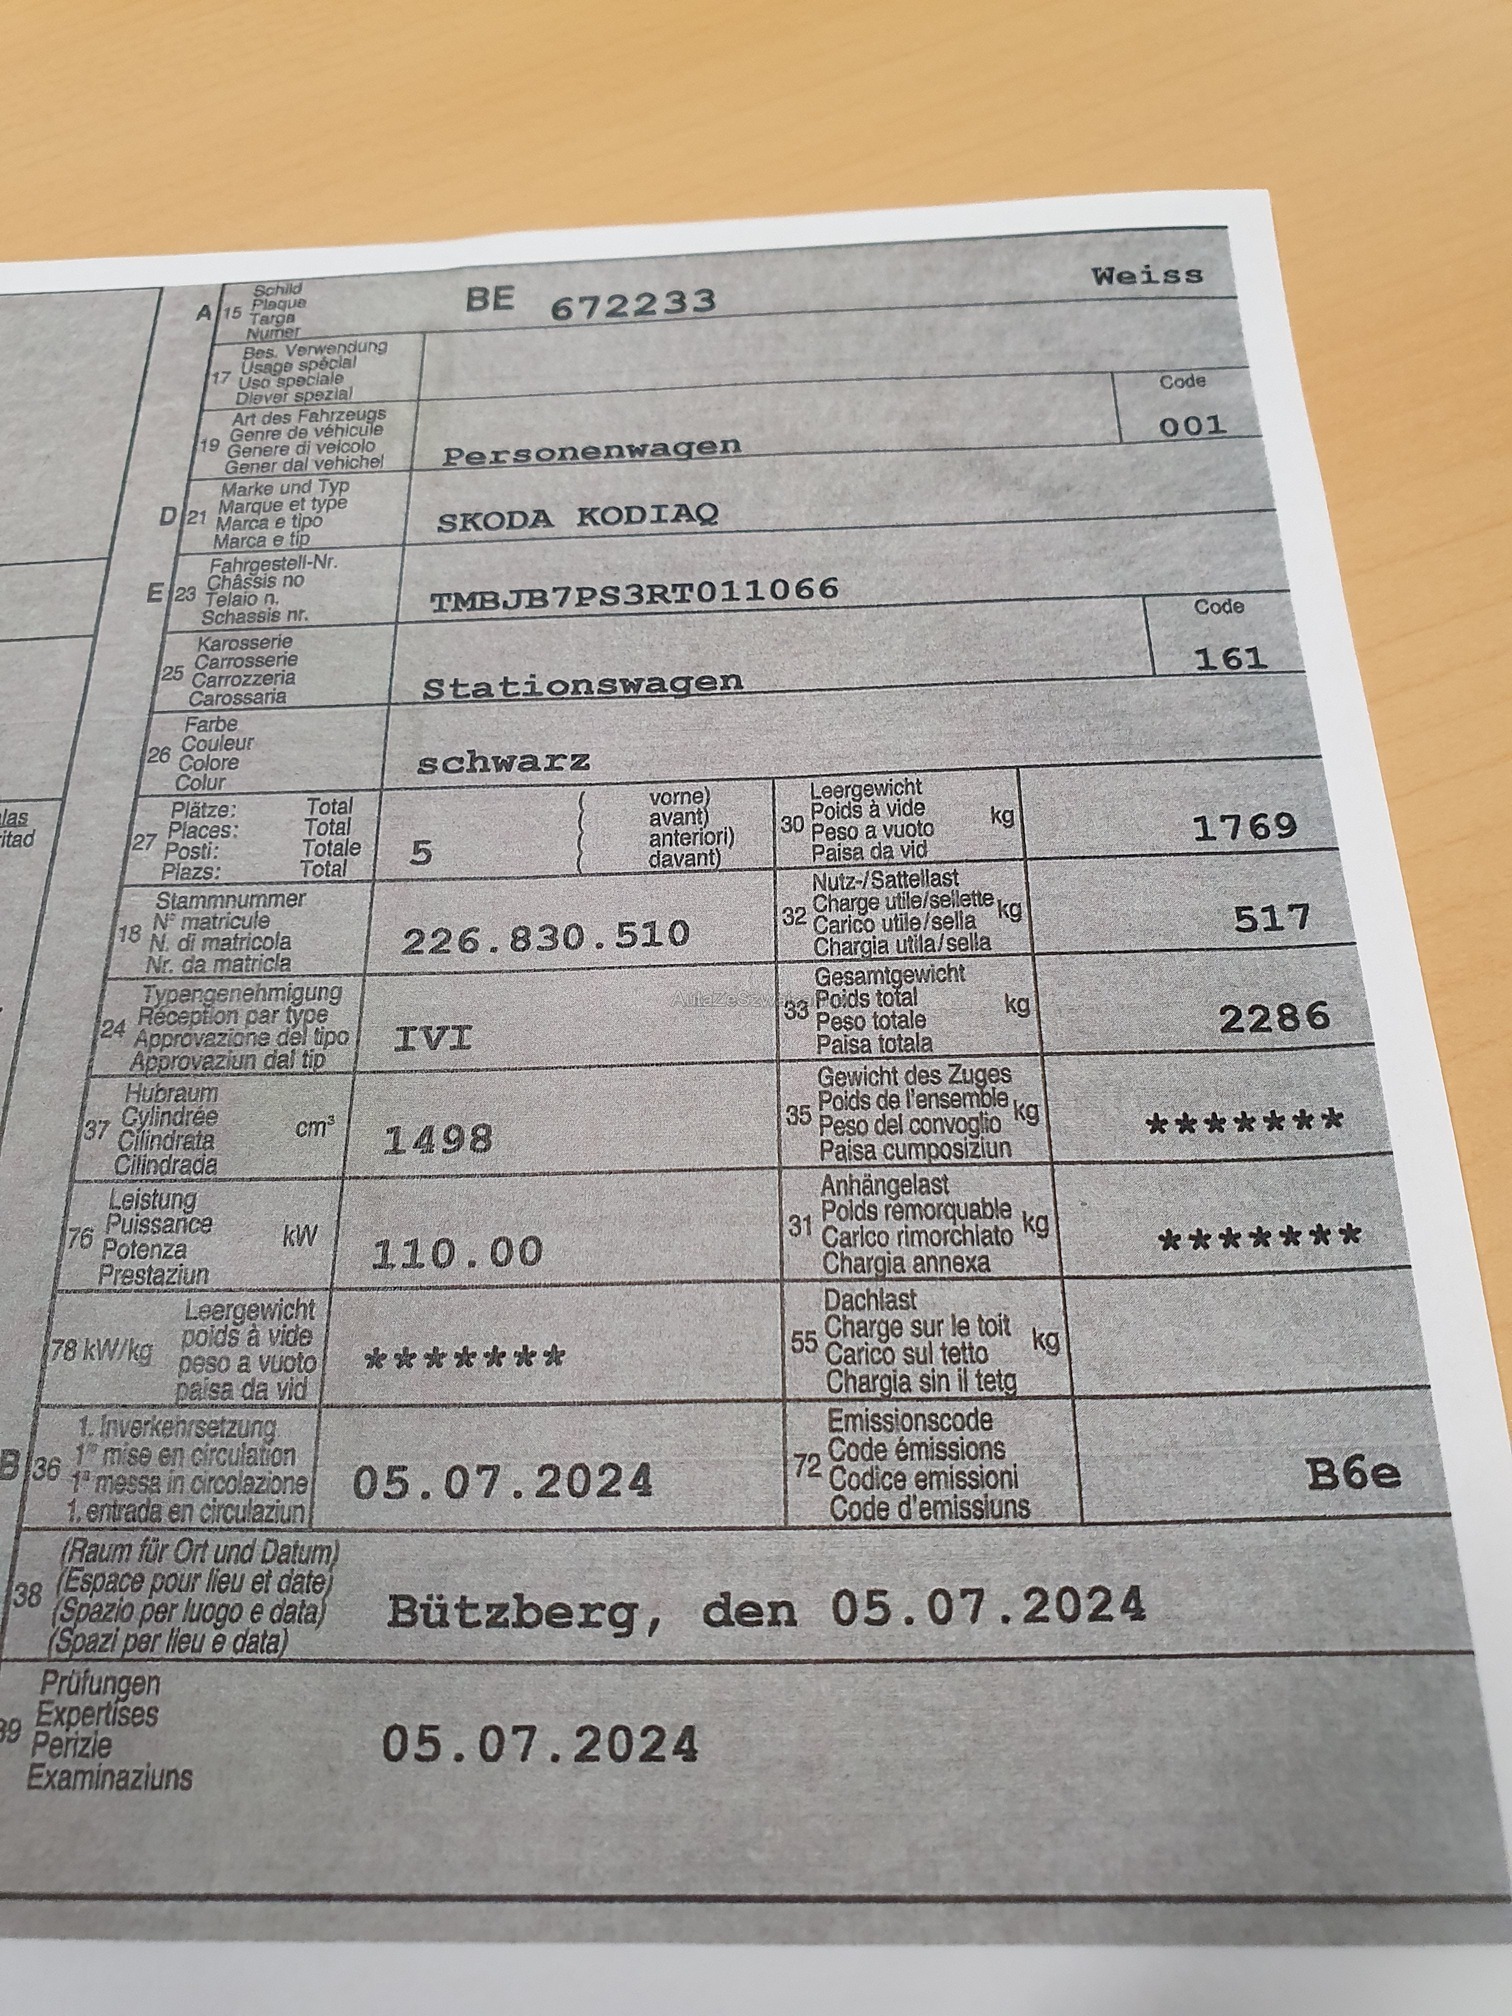 A 15 Schild BE 672233 Weiss
Plaque
Targa
Numer
17 Bes. Verwendung
Usage spécial
Uso speciale
Diever spezial
19 Art des Fahrzeugs Code
Genre de véhicule
Genere di veicolo Personenwagen 001
Gener dal vehichel
D 21 Marke und Typ
Marque et type
Marca e tipo SKODA KODIAQ
Marca e tip
E 23 Fahrgestell-Nr.
Châssis no
Telaio n. TMBJB7PS3RT011066
Schassis nr.
25 Karosserie Code
Carrosserie
Carrozzeria Stationswagen 161
Carossaria
26 Farbe
Couleur
Colore schwarz
Colur
27 Plätze: Total 5 ( vorne)
Places: Total ( avant)
Posti: Totale ( anteriori)
Plazs: Total ( davant)
30 Leergewicht
Poids à vide kg 1769
Peso a vuoto
Paisa da vid
las
ritad
18 Stammnummer
N° matricule
N. di matricola 226.830.510
Nr. da matricla
32 Nutz-/Sattellast
Charge utile/sellette kg 517
Carico utile/sella
Chargia utila/sella
24 Typengenehmigung
Réception par type
Approvazione del tipo IVI
Approvaziun dal tip
33 Gesamtgewicht
Poids total kg 2286
Peso totale
Paisa totala
37 Hubraum
Cylindrée cm³ 1498
Cilindrata
Cilindrada
35 Gewicht des Zuges
Poids de l'ensemble kg *******
Peso del convoglio
Paisa cumposiziun
76 Leistung
Puissance kW 110.00
Potenza
Prestaziun
31 Anhängelast
Poids remorquable kg *******
Carico rimorchiato
Chargia annexa
78 kW/kg Leergewicht
poids à vide
peso a vuoto *******
paisa da vid
55 Dachlast
Charge sur le toit kg
Carico sul tetto
Chargia sin il tetg
B 36 1. Inverkehrsetzung
1re mise en circulation
1a messa in circolazione 05.07.2024
1. entrada en circulaziun
72 Emissionscode
Code émissions
Codice emissioni B6e
Code d'emissiuns
38 (Raum für Ort und Datum)
(Espace pour lieu et date)
(Spazio per luogo e data) Bützberg, den 05.07.2024
(Spazi per lieu e data)
39 Prüfungen
Expertises
Perizie 05.07.2024
Examinaziuns